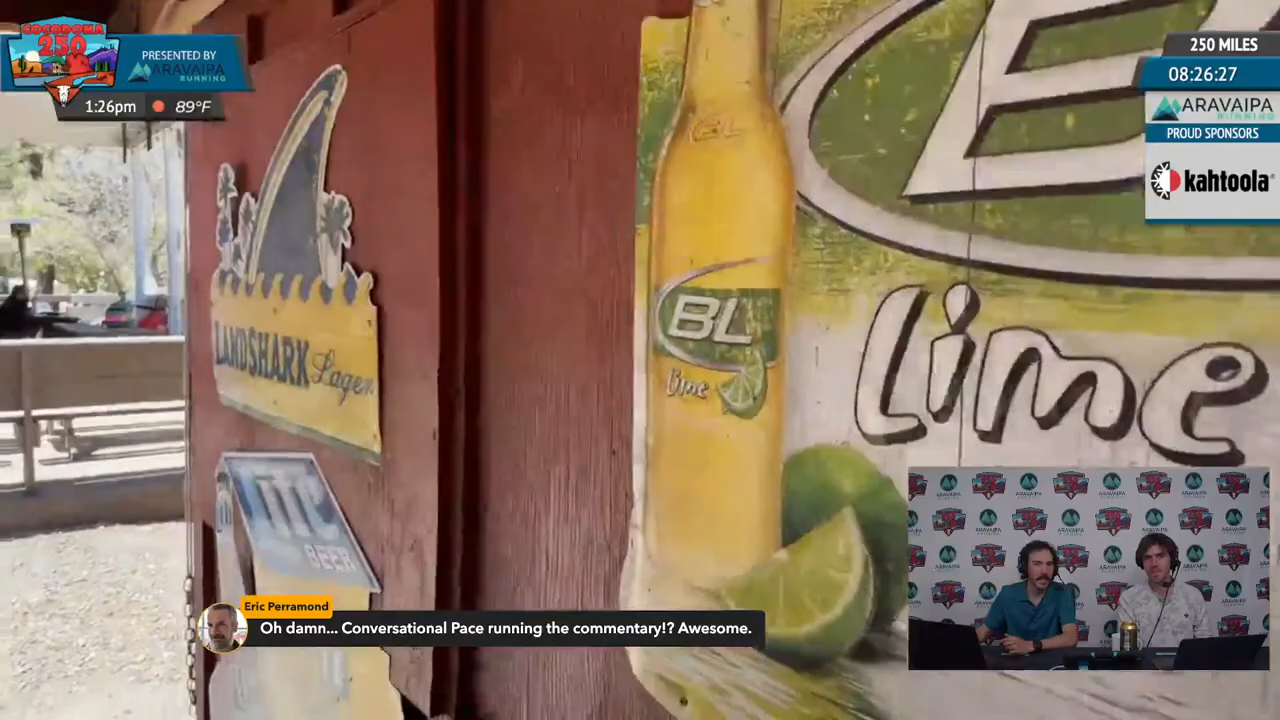 COCODONA
250
PRESENTED BY
ARAVAIPA
RUNNING
1:26pm
89°F
250 MILES
08:26:27
ARAVAIPA
RUNNING
PROUD SPONSORS
kahtoola
BL
BL
lime
Lime
LANDSHARK
Lager
BEER
Eric Perramond
Oh damn... Conversational Pace running the commentary!? Awesome.